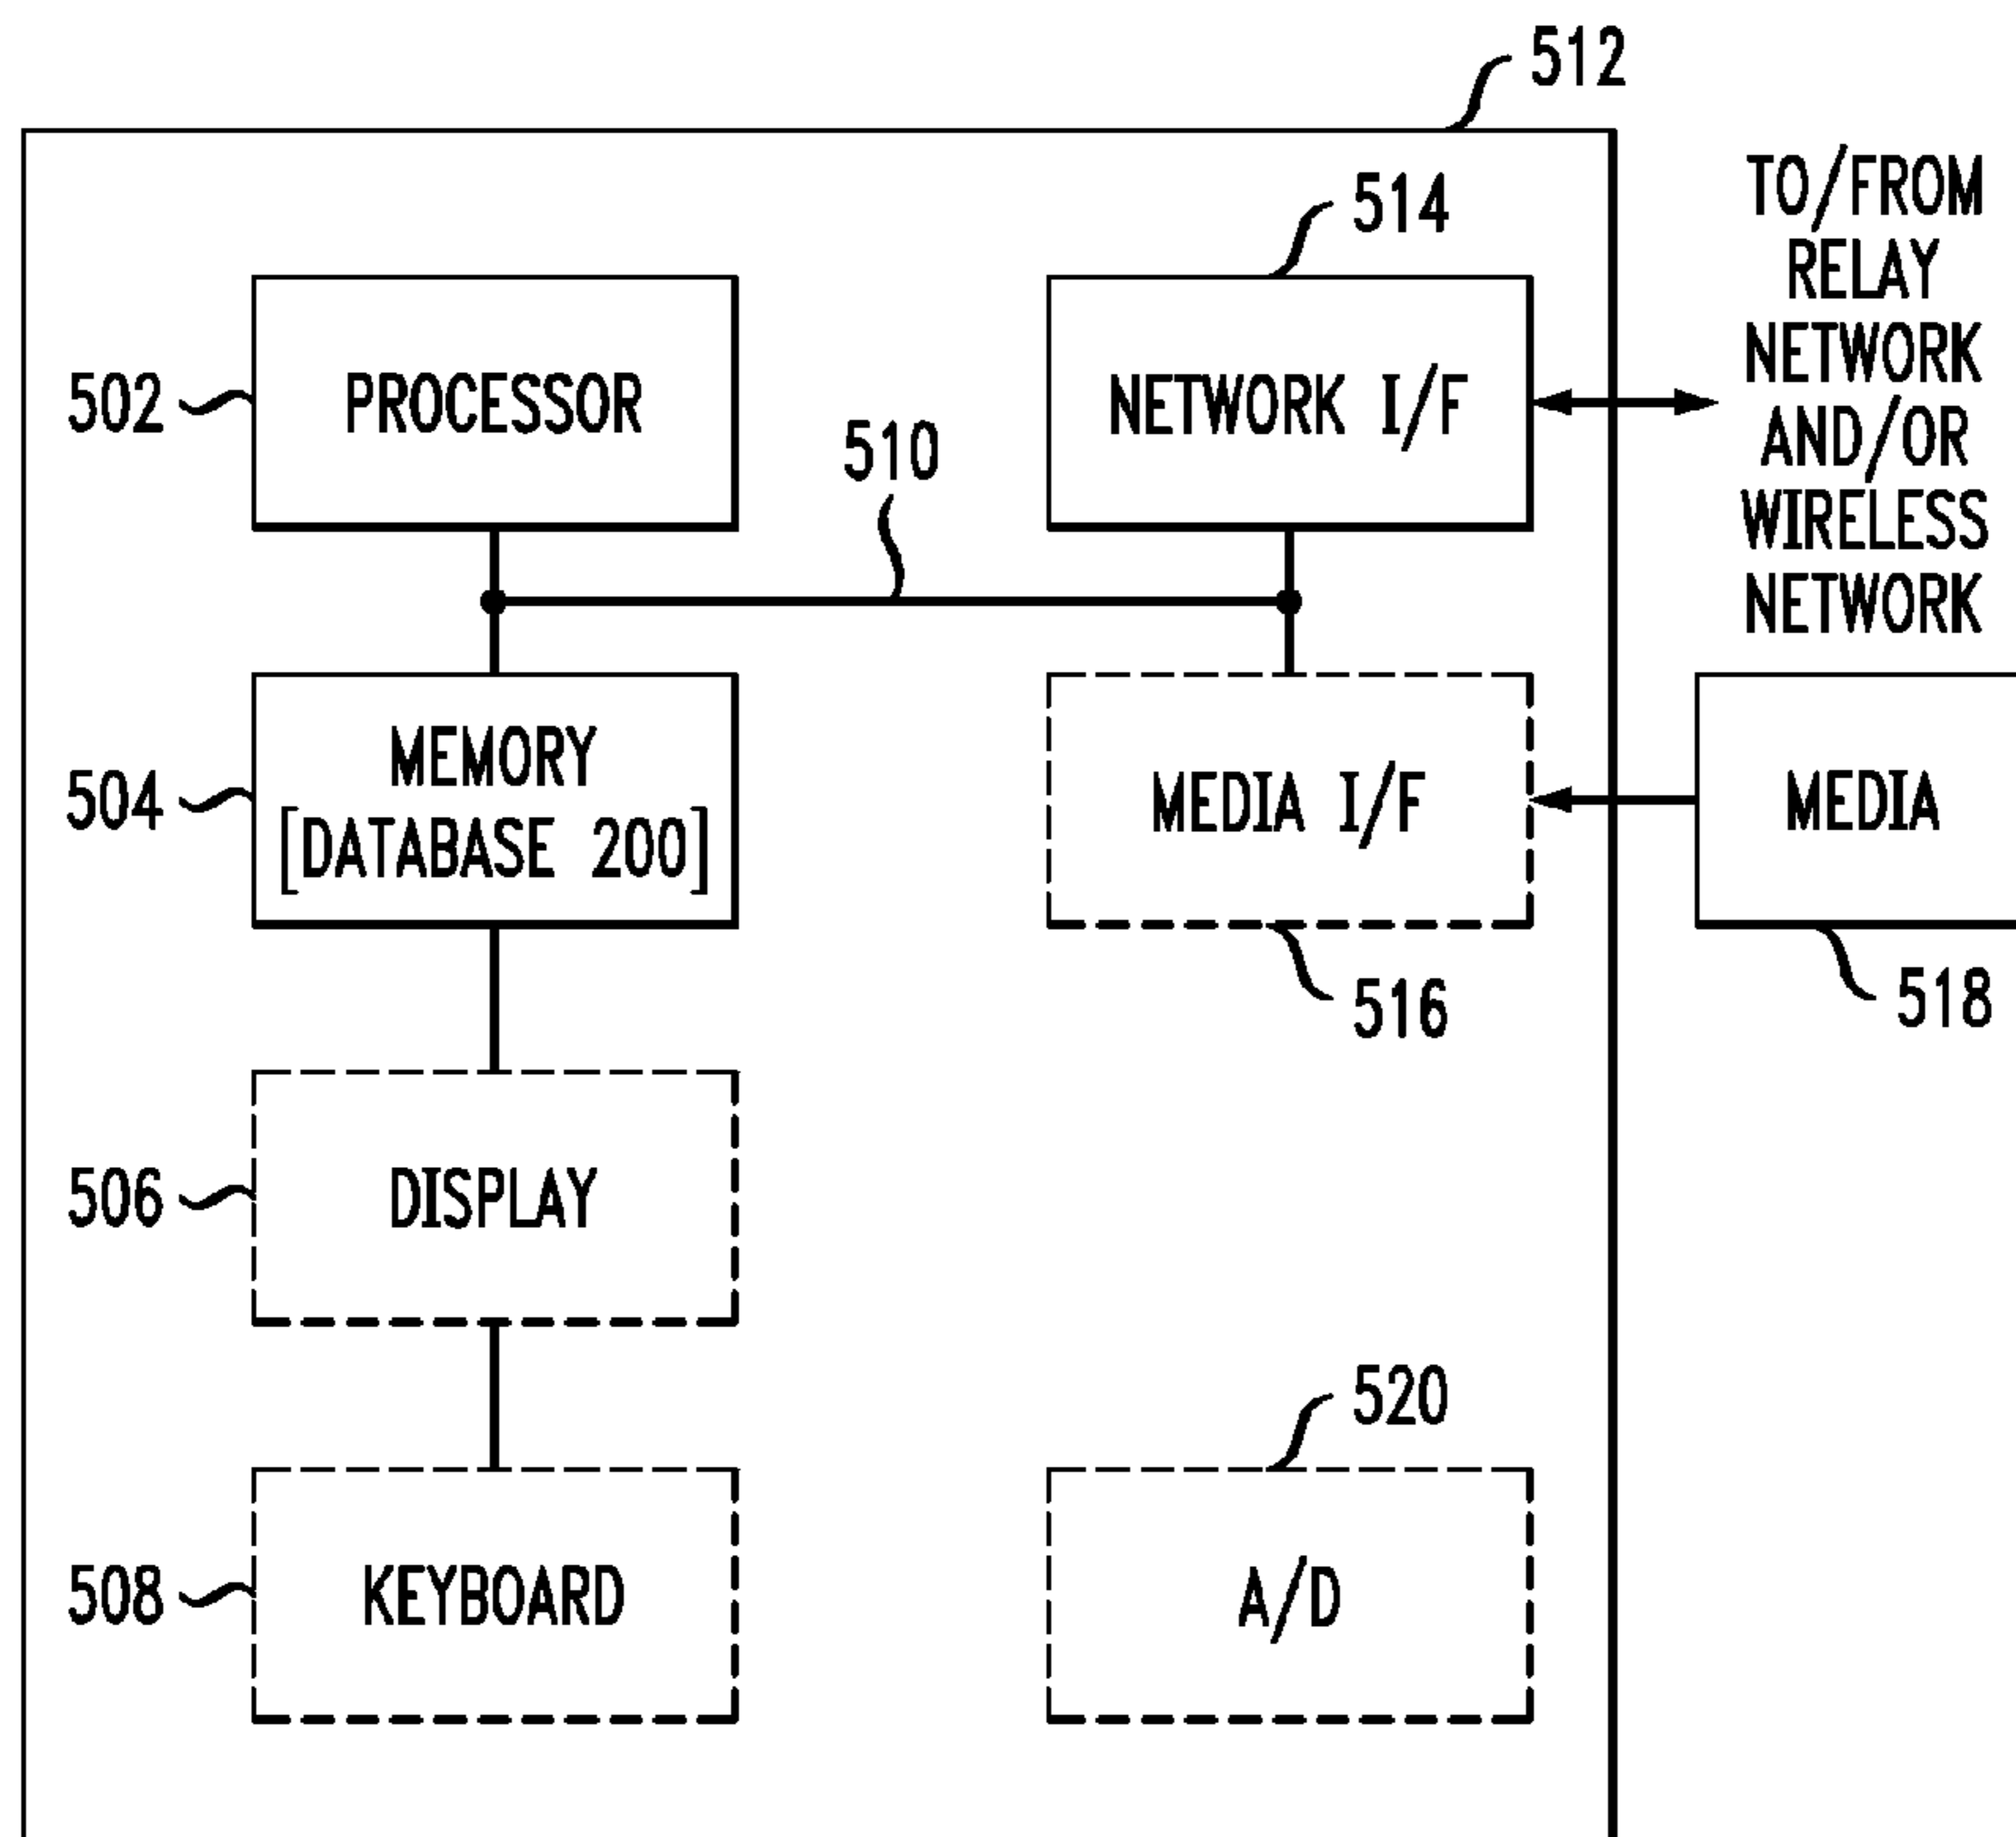 512
514
TO/FROM
RELAY
NETWORK
AND/OR
WIRELESS
NETWORK
502
PROCESSOR
NETWORK I/F
510
504
MEMORY
[DATABASE 200]
MEDIA I/F
MEDIA
516
518
506
DISPLAY
520
508
KEYBOARD
A/D